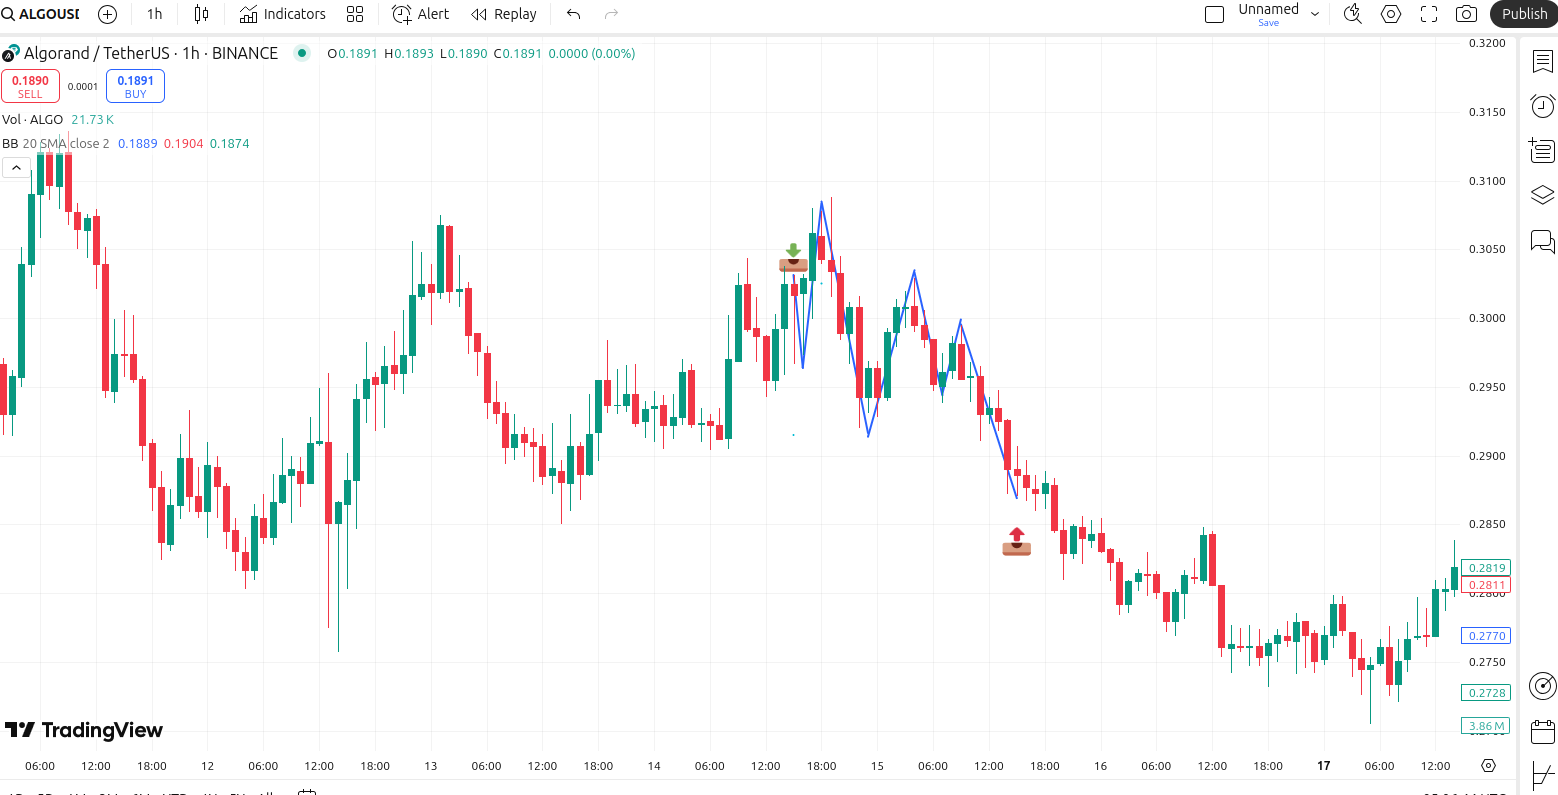 ALGOUSI 1h Indicators Alert Replay Unnamed Save Publish
Algorand / TetherUS · 1h · BINANCE O0.1891 H0.1893 L0.1890 C0.1891 0.0000 (0.00%)
0.1890 SELL 0.0001 0.1891 BUY
Vol · ALGO 21.73 K
BB 20 SMA close 2 0.1889 0.1904 0.1874
0.3200
0.3150
0.3100
0.3050
0.3000
0.2950
0.2900
0.2850
0.2819
0.2811
0.2800
0.2770
0.2750
0.2728
3.86 M
TradingView
06:00 12:00 18:00 12 06:00 12:00 18:00 13 06:00 12:00 18:00 14 06:00 12:00 18:00 15 06:00 12:00 18:00 16 06:00 12:00 18:00 17 06:00 12:00